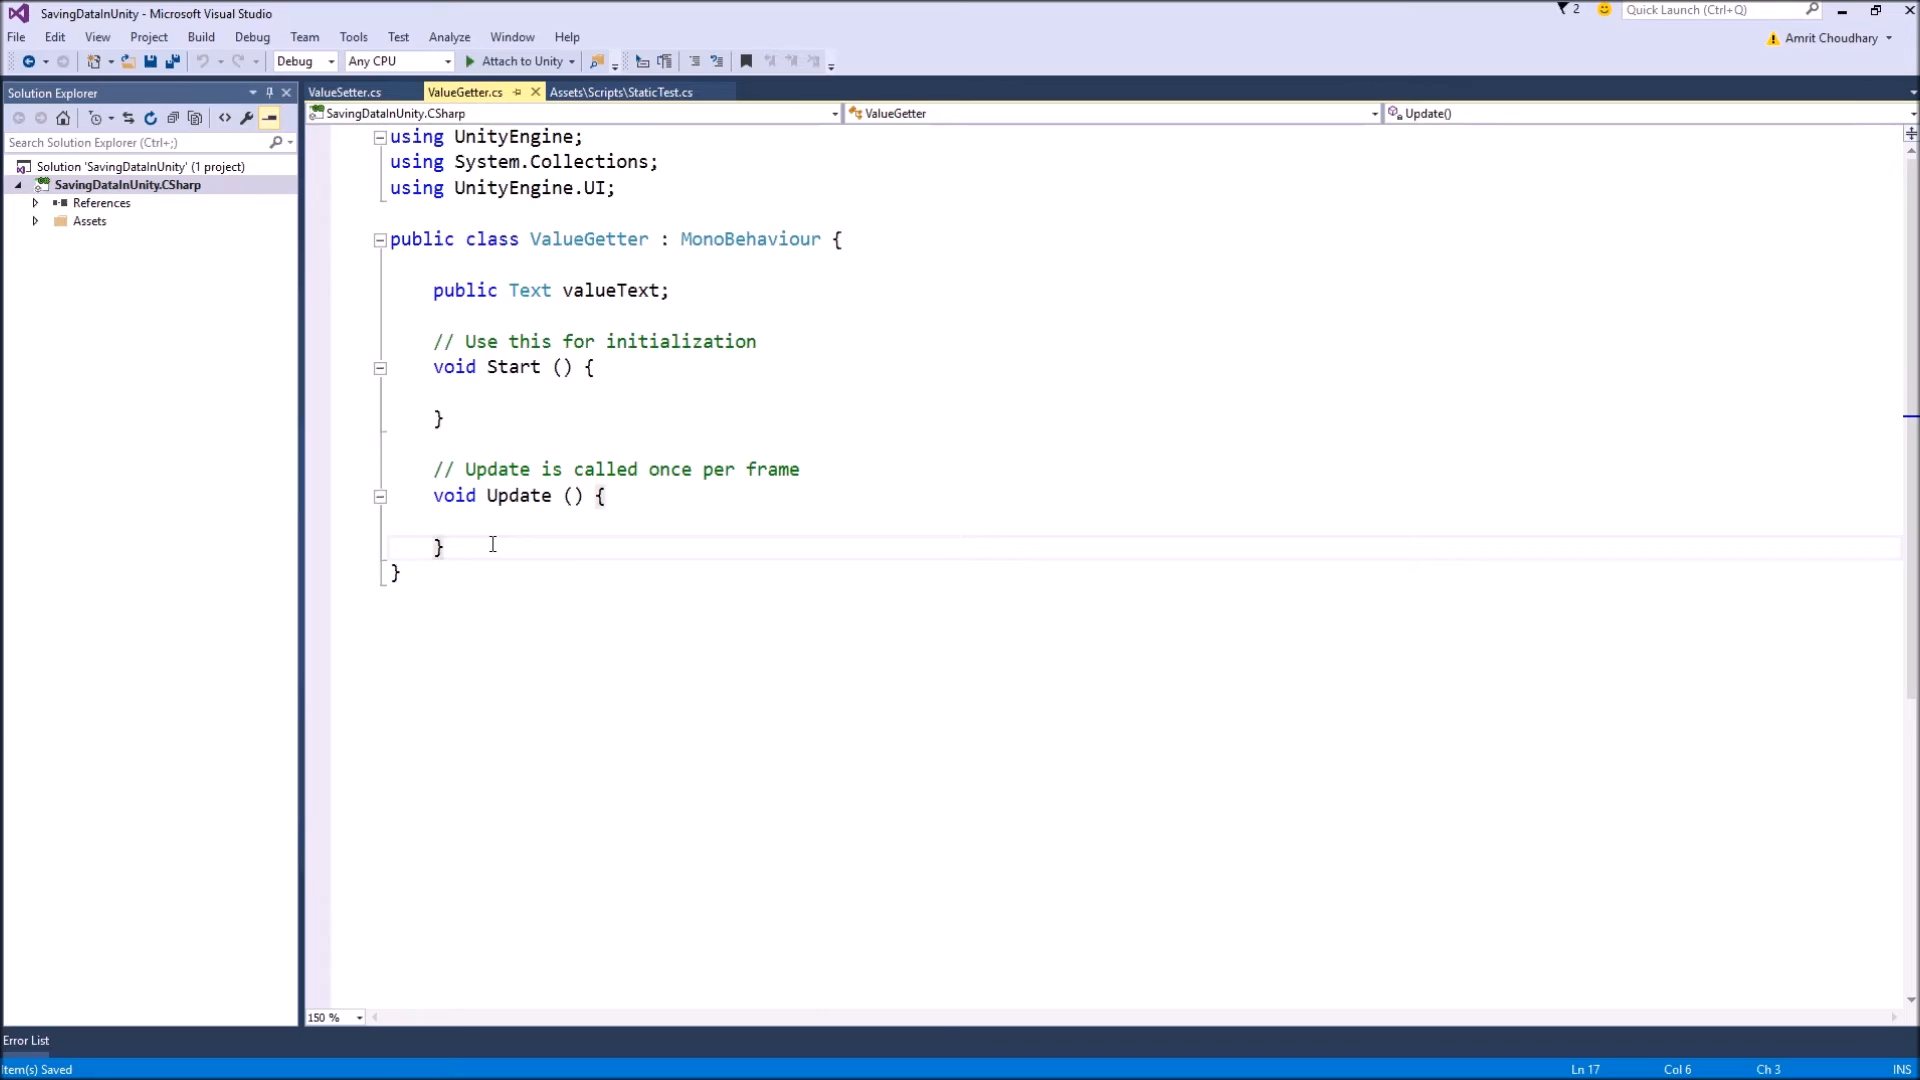 SavingDataInUnity - Microsoft Visual Studio
2
Quick Launch (Ctrl+Q)
File Edit View Project Build Debug Team Tools Test Analyze Window Help
Amrit Choudhary
Debug Any CPU Attach to Unity
Solution Explorer
ValueSetter.cs ValueGetter.cs Assets\Scripts\StaticTest.cs
SavingDataInUnity.CSharp ValueGetter Update()
Search Solution Explorer (Ctrl+;)
Solution 'SavingDataInUnity' (1 project)
SavingDataInUnity.CSharp
References
Assets
using UnityEngine;
using System.Collections;
using UnityEngine.UI;
public class ValueGetter : MonoBehaviour {
public Text valueText;
// Use this for initialization
void Start () {
}
// Update is called once per frame
void Update () {
}
}
150 %
Error List
Item(s) Saved
Ln 17 Col 6 Ch 3 INS